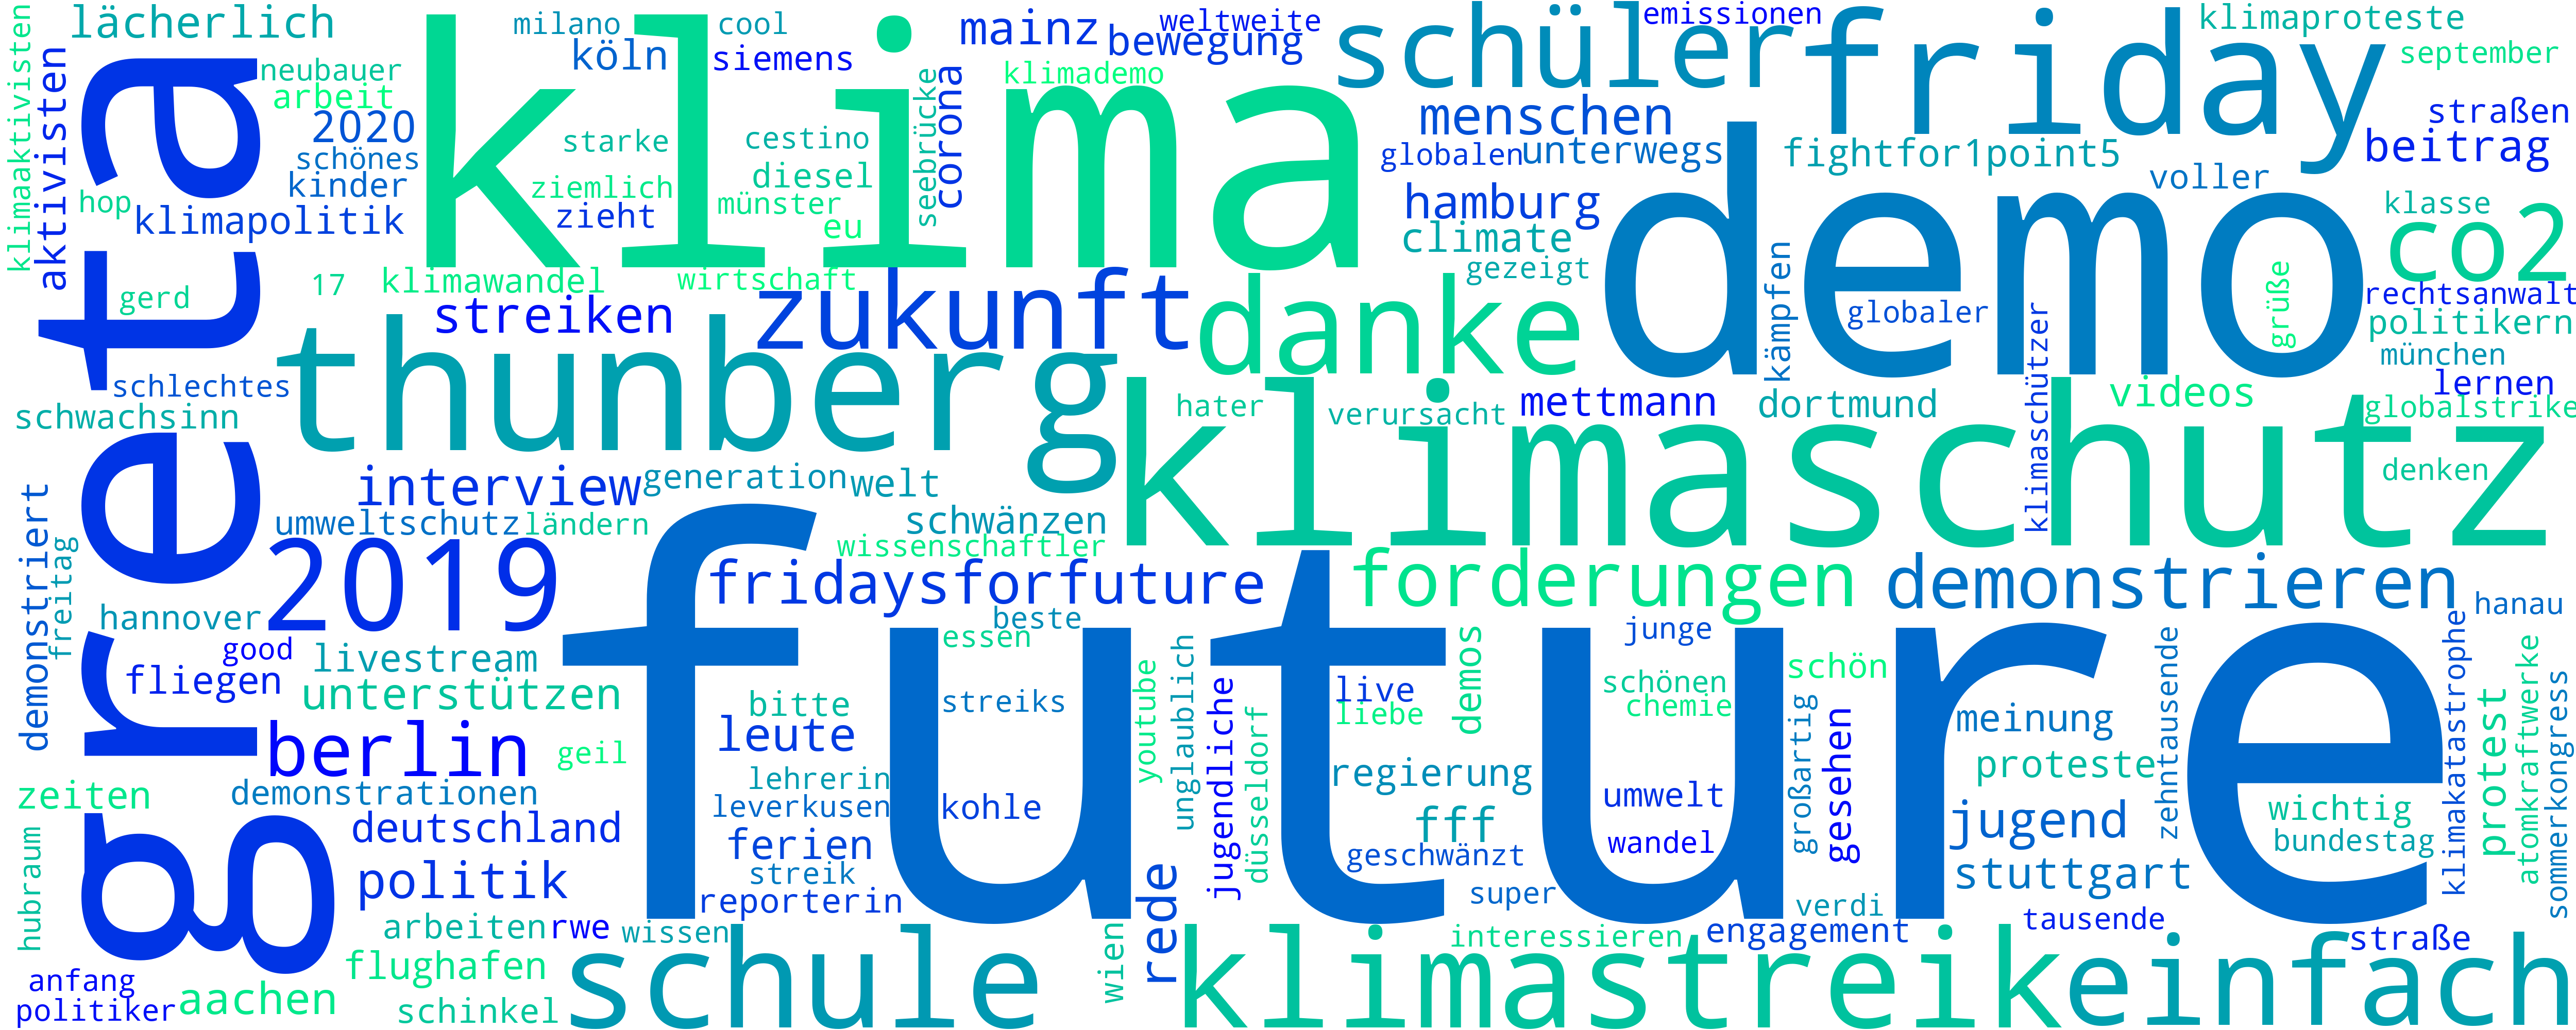 lächerlich
milano
cool
mainz
weltweite
bewegung
schüler
emissionen
friday
klimaproteste
klimaaktivisten
aktivisten
greta
neubauer
arbeit
köln
siemens
klima
klimademo
september
2020
schönes
kinder
starke
cestino
seebrücke
corona
menschen
straßen
beitrag
hop
klimapolitik
ziemlich
zieht
diesel
münster
eu
globalen
unterwegs
fightfor1point5
voller
hamburg
climate
gezeigt
demo
klasse
co2
gerd
17
klimawandel
wirtschaft
streiken
zukunft
danke
kämpfen
globaler
grüße
rechtsanwalt
politikern
münchen
lernen
schlechtes
schwachsinn
thunberg
hater
verursacht
mettmann
dortmund
klimaschützer
videos
globalstrike
klimaschutz
denken
interview
generation
welt
demonstriert
freitag
umweltschutz
ländern
schwänzen
wissenschaftler
2019
fridaysforfuture
forderungen
demonstrieren
hannover
beste
hanau
good
livestream
essen
future
junge
fliegen
unterstützen
bitte
streiks
youtube
unglaublich
jugendliche
düsseldorf
live
liebe
demos
schönen
chemie
schön
großartig
gesehen
meinung
zehntausende
klimakatastrophe
protest
atomkraftwerke
sommerkongress
berlin
geil
leute
proteste
zeiten
demonstrationen
lehrerin
leverkusen
kohle
regierung
umwelt
wichtig
hubraum
deutschland
ferien
fff
wandel
jugend
bundestag
politik
streik
reporterin
rede
geschwänzt
super
stuttgart
arbeiten
rwe
wissen
verdi
tausende
anfang
flughafen
schule
wien
interessieren
engagement
straße
politiker
aachen
schinkel
klimastreik
einfach